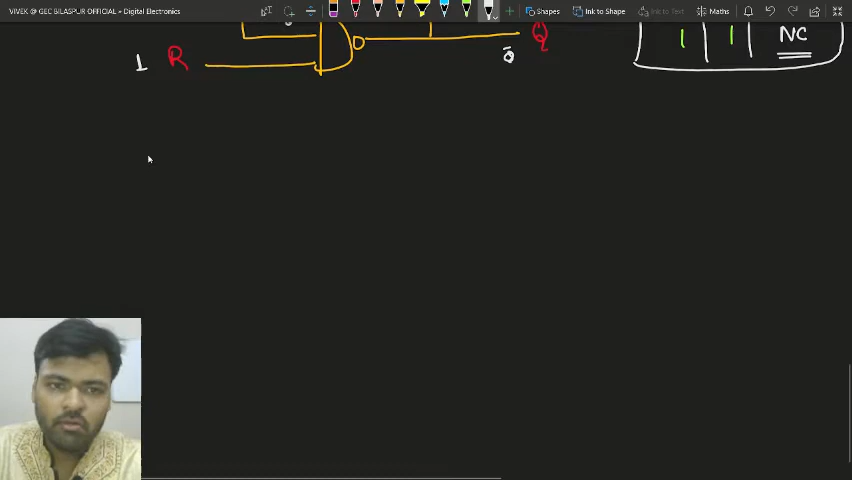 VIVEK @ GEC BILASPUR OFFICIAL • Digital Electronics
Shapes
Ink to Shape
Ink to Text
Maths
1 R
Q
0
1 1 NC